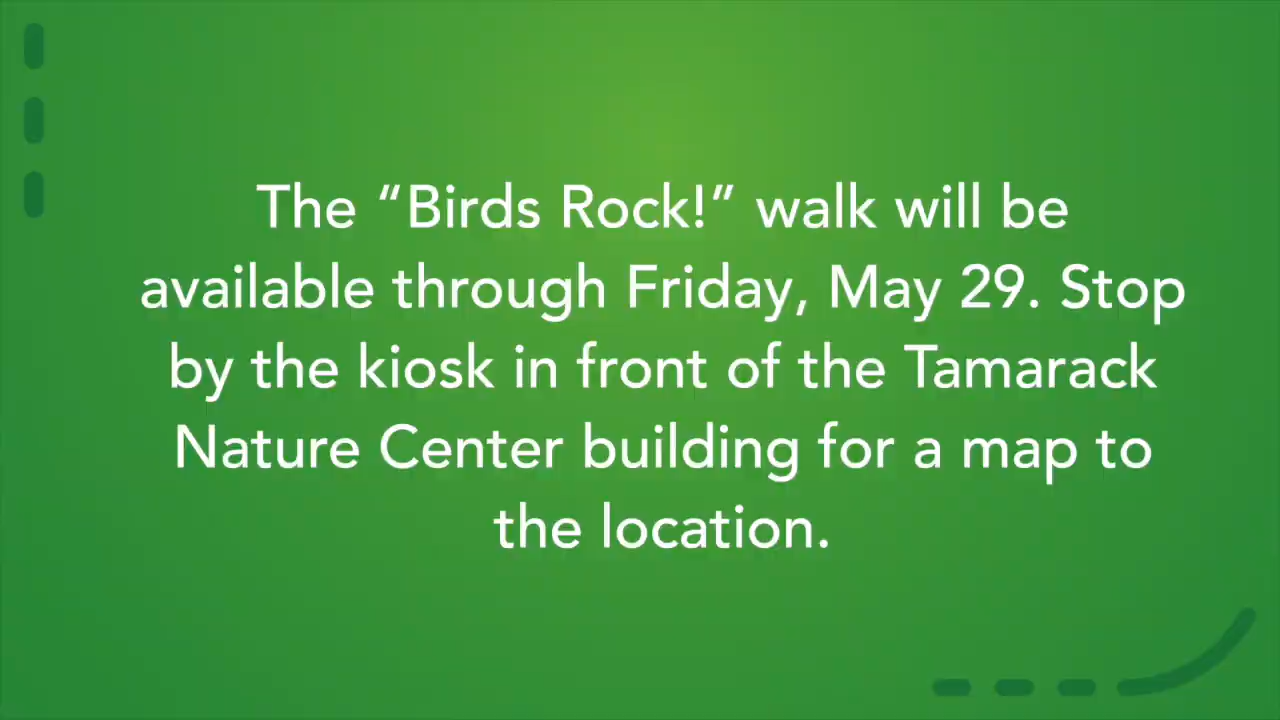 The “Birds Rock!” walk will be
available through Friday, May 29. Stop
by the kiosk in front of the Tamarack
Nature Center building for a map to
the location.